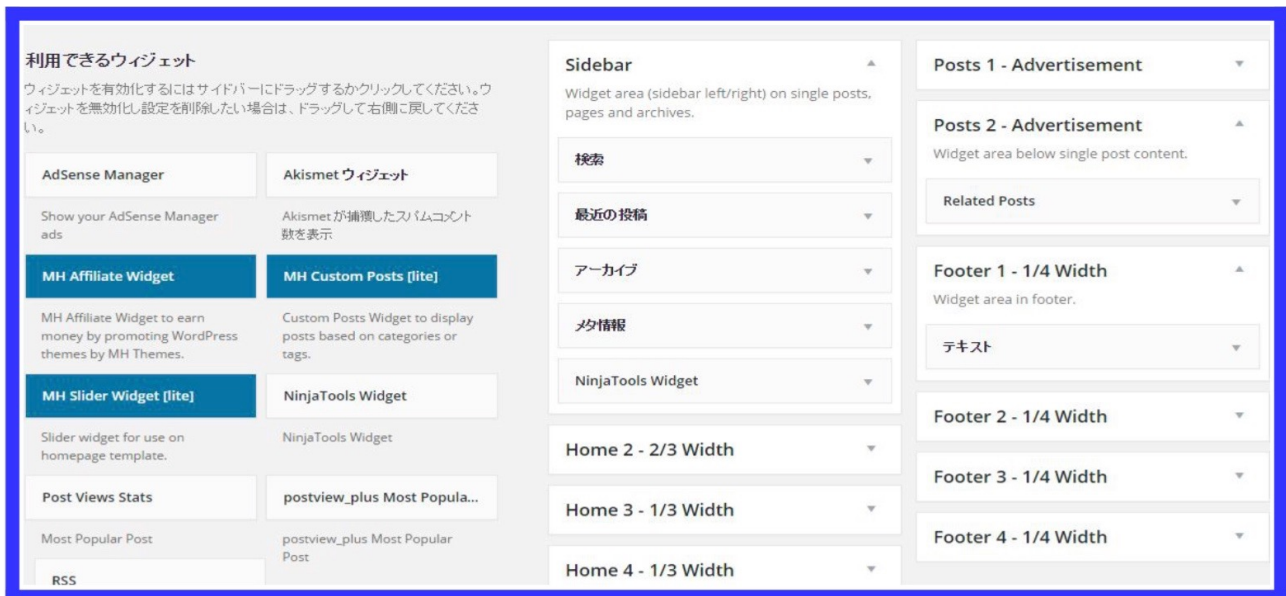 利用できるウィジェット
ウィジェットを有効化するにはサイドバーにドラッグするかクリックしてください。ウ
ィジェットを無効化し設定を削除したい場合は、ドラッグして右側に戻してくださ
い。
AdSense Manager
Show your AdSense Manager
ads
Akismet ウィジェット
Akismet が捕獲したスパムコメント
数を表示
MH Affiliate Widget
MH Affiliate Widget to earn
money by promoting WordPress
themes by MH Themes.
MH Custom Posts [lite]
Custom Posts Widget to display
posts based on categories or
tags.
MH Slider Widget [lite]
Slider widget for use on
homepage template.
NinjaTools Widget
NinjaTools Widget
Post Views Stats
Most Popular Post
postview_plus Most Popula...
postview_plus Most Popular
Post
RSS
Sidebar
Widget area (sidebar left/right) on single posts,
pages and archives.
検索
最近の投稿
アーカイブ
メタ情報
NinjaTools Widget
Home 2 - 2/3 Width
Home 3 - 1/3 Width
Home 4 - 1/3 Width
Posts 1 - Advertisement
Posts 2 - Advertisement
Widget area below single post content.
Related Posts
Footer 1 - 1/4 Width
Widget area in footer.
テキスト
Footer 2 - 1/4 Width
Footer 3 - 1/4 Width
Footer 4 - 1/4 Width